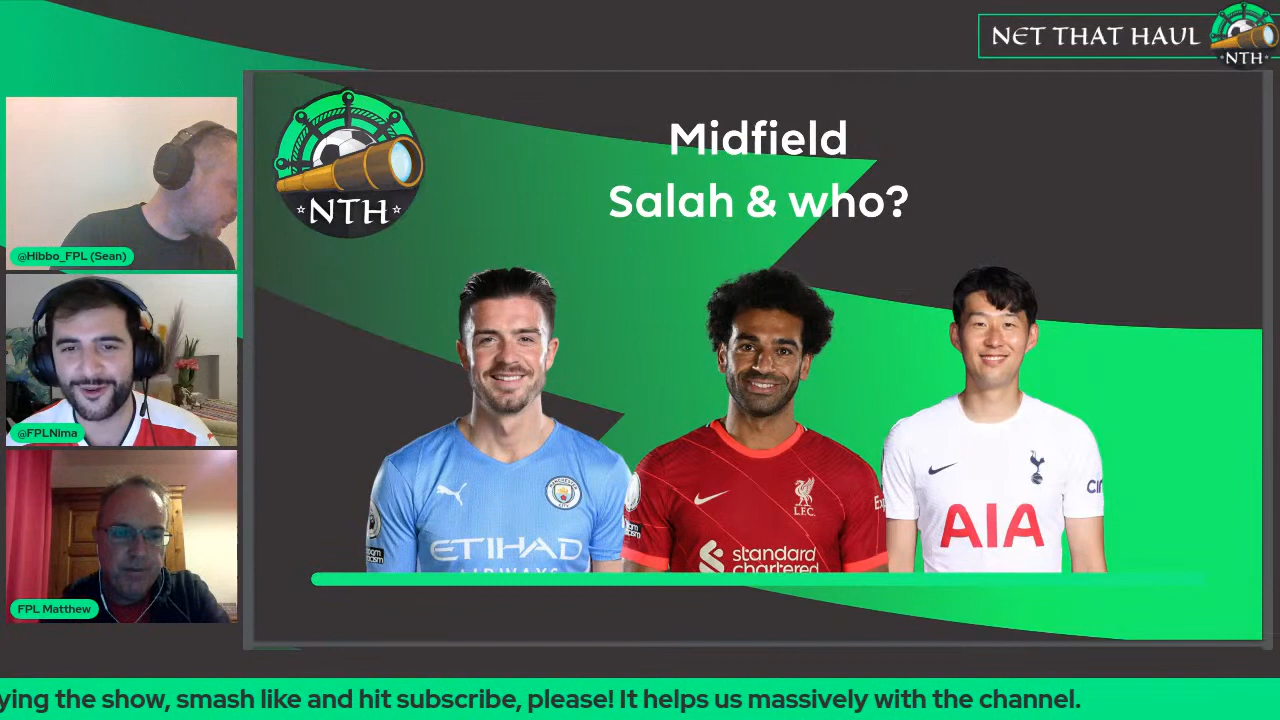 NET THAT HAUL
NTH
Midfield
Salah & who?
NTH
@Hibbo_FPL (Sean)
@FPLNima
FPL Matthew
ETIHAD
AIRWAYS
L.F.C.
standard
chartered
AIA
ying the show, smash like and hit subscribe, please! It helps us massively with the channel.